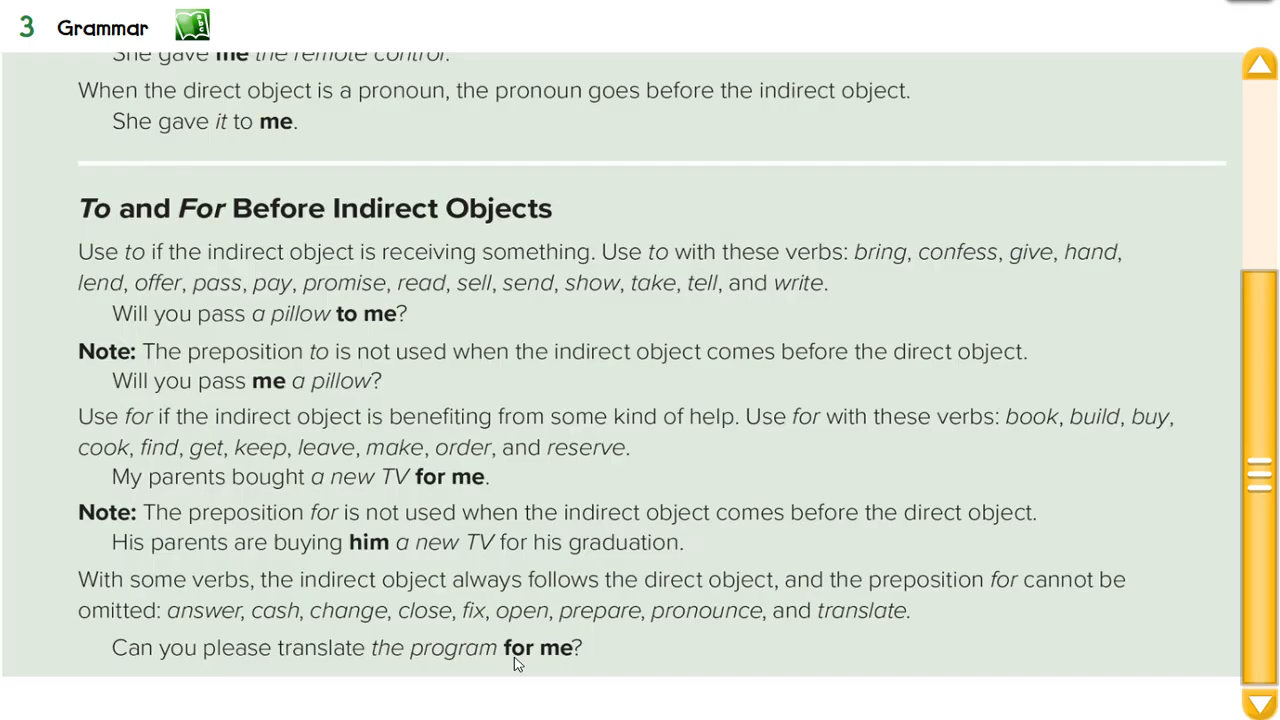 3 Grammar
abc
She gave me the remote control.
When the direct object is a pronoun, the pronoun goes before the indirect object.
She gave it to me.
To and For Before Indirect Objects
Use to if the indirect object is receiving something. Use to with these verbs: bring, confess, give, hand,
lend, offer, pass, pay, promise, read, sell, send, show, take, tell, and write.
Will you pass a pillow to me?
Note: The preposition to is not used when the indirect object comes before the direct object.
Will you pass me a pillow?
Use for if the indirect object is benefiting from some kind of help. Use for with these verbs: book, build, buy,
cook, find, get, keep, leave, make, order, and reserve.
My parents bought a new TV for me.
Note: The preposition for is not used when the indirect object comes before the direct object.
His parents are buying him a new TV for his graduation.
With some verbs, the indirect object always follows the direct object, and the preposition for cannot be
omitted: answer, cash, change, close, fix, open, prepare, pronounce, and translate.
Can you please translate the program for me?